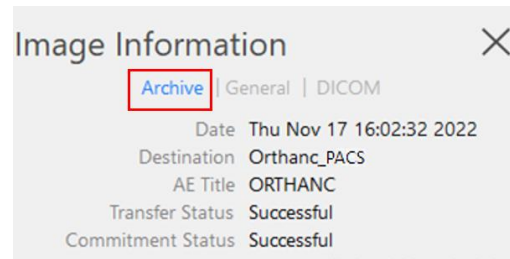 Image Information
Archive | General | DICOM
Date Thu Nov 17 16:02:32 2022
Destination Orthanc_PACS
AE Title ORTHANC
Transfer Status Successful
Commitment Status Successful